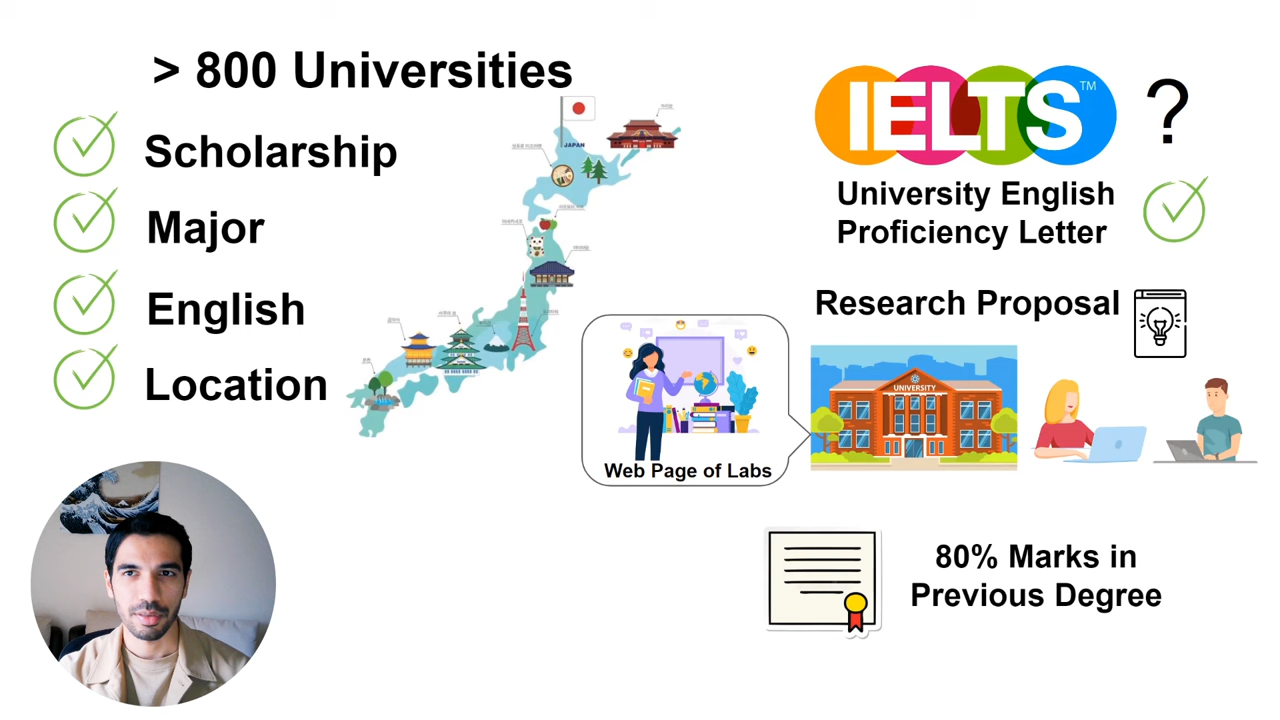 > 800 Universities
Scholarship
Major
English
Location
JAPAN
IELTS™ ?
University English
Proficiency Letter
Research Proposal
UNIVERSITY
Web Page of Labs
80% Marks in
Previous Degree